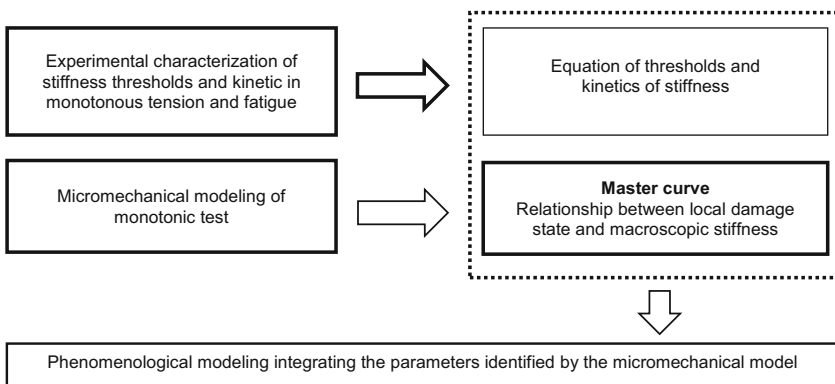 Experimental characterization of
stiffness thresholds and kinetic in
monotonous tension and fatigue
Equation of thresholds and
kinetics of stiffness
Micromechanical modeling of
monotonic test
Master curve
Relationship between local damage
state and macroscopic stiffness
Phenomenological modeling integrating the parameters identified by the micromechanical model